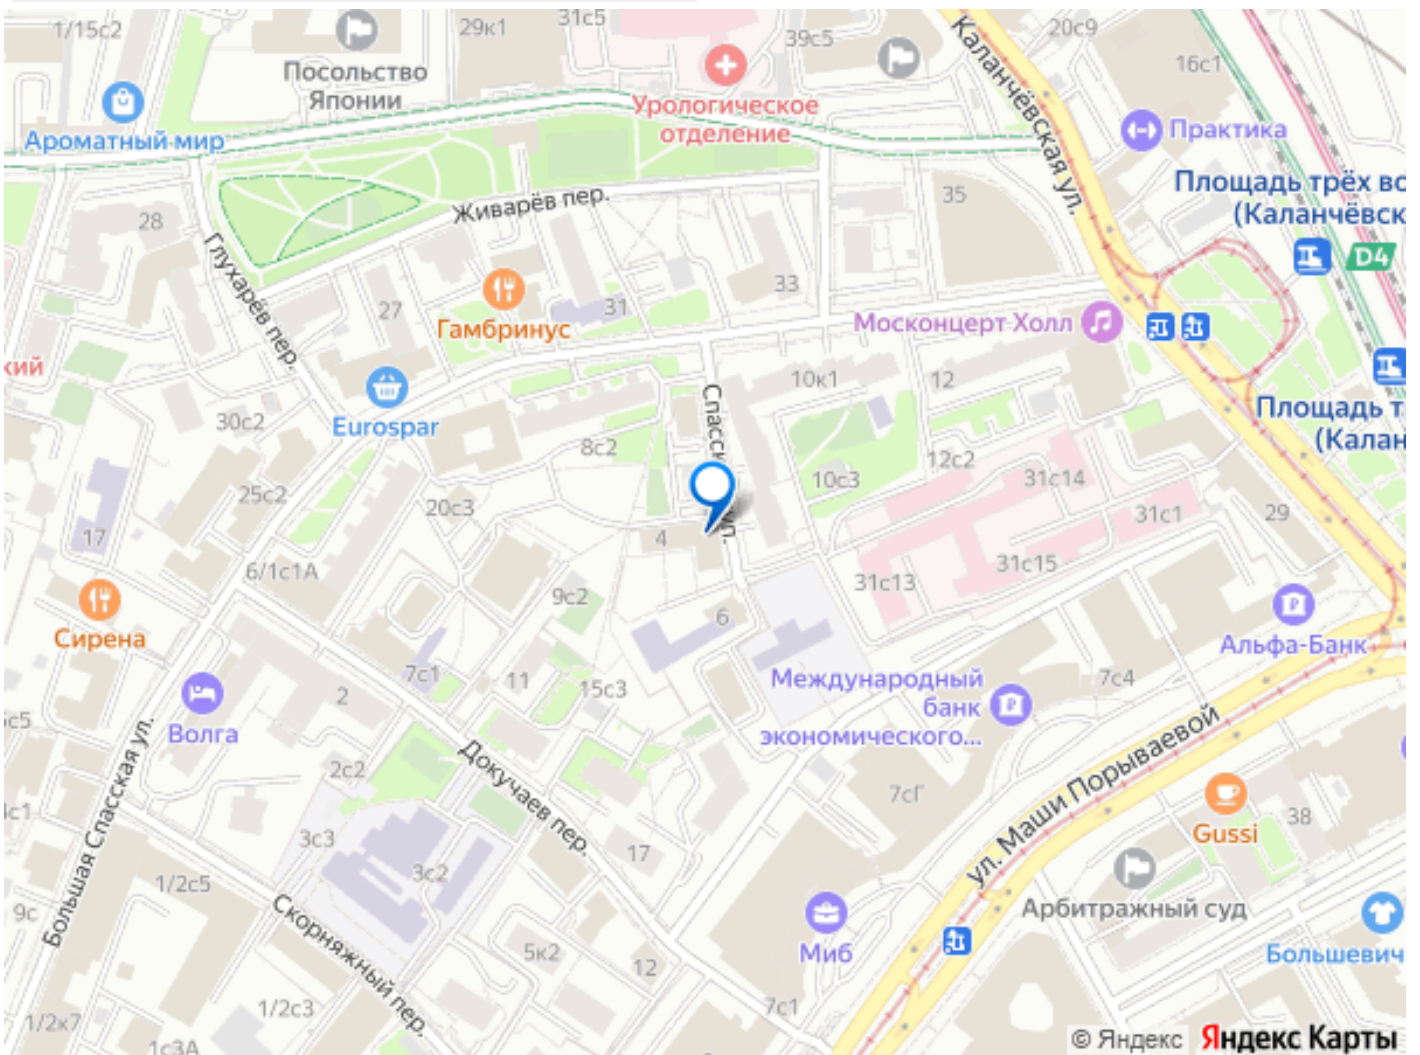 1/15с2
29к1
31с5
39с5
20с9
16с1
Посольство
Японии
Урологическое
отделение
Каланчёвская ул.
Практика
Ароматный мир
Площадь трёх вс
(Каланчёвск
D4
Живарёв пер.
35
28
Глухарёв пер.
27
31
33
Гамбринус
Москонцерт Холл
кий
Eurospar
10к1
12
Площадь т
(Калан
30с2
8с2
12с2
10с3
31с14
25с2
20с3
31с1
29
17
4
ул.
6/1с1А
31с15
31с13
9с2
6
Сирена
Альфа-Банк
7с1
11
15с3
2
Международный
банк
экономического...
7с4
Волга
Большая Спасская ул.
Докучаев пер.
ул. Маши Порываевой
2с2
7сГ
Gussi
38
3с3
17
3с2
1/2с5
Скорняжный пер.
9с
Арбитражный суд
Миб
5к2
12
Большевич
1/2с3
7с1
1/2к7
1с3А
© Яндекс Яндекс Карты